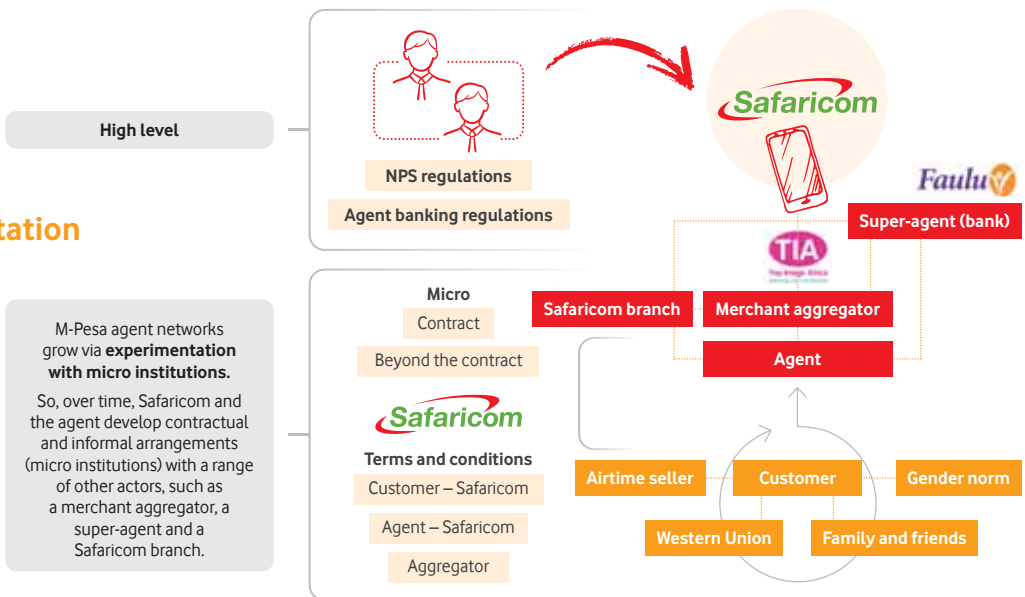 High level
tation
M-Pesa agent networks
grow via experimentation
with micro institutions.
So, over time, Safaricom and
the agent develop contractual
and informal arrangements
(micro institutions) with a range
of other actors, such as
a merchant aggregator, a
super-agent and a
Safaricom branch.
NPS regulations
Agent banking regulations
Micro
Contract
Beyond the contract
Safaricom
Terms and conditions
Customer – Safaricom
Agent – Safaricom
Aggregator
Safaricom
Faulu
Super-agent (bank)
TIA
Top Image Africa
Safaricom branch
Merchant aggregator
Agent
Airtime seller
Customer
Gender norm
Western Union
Family and friends